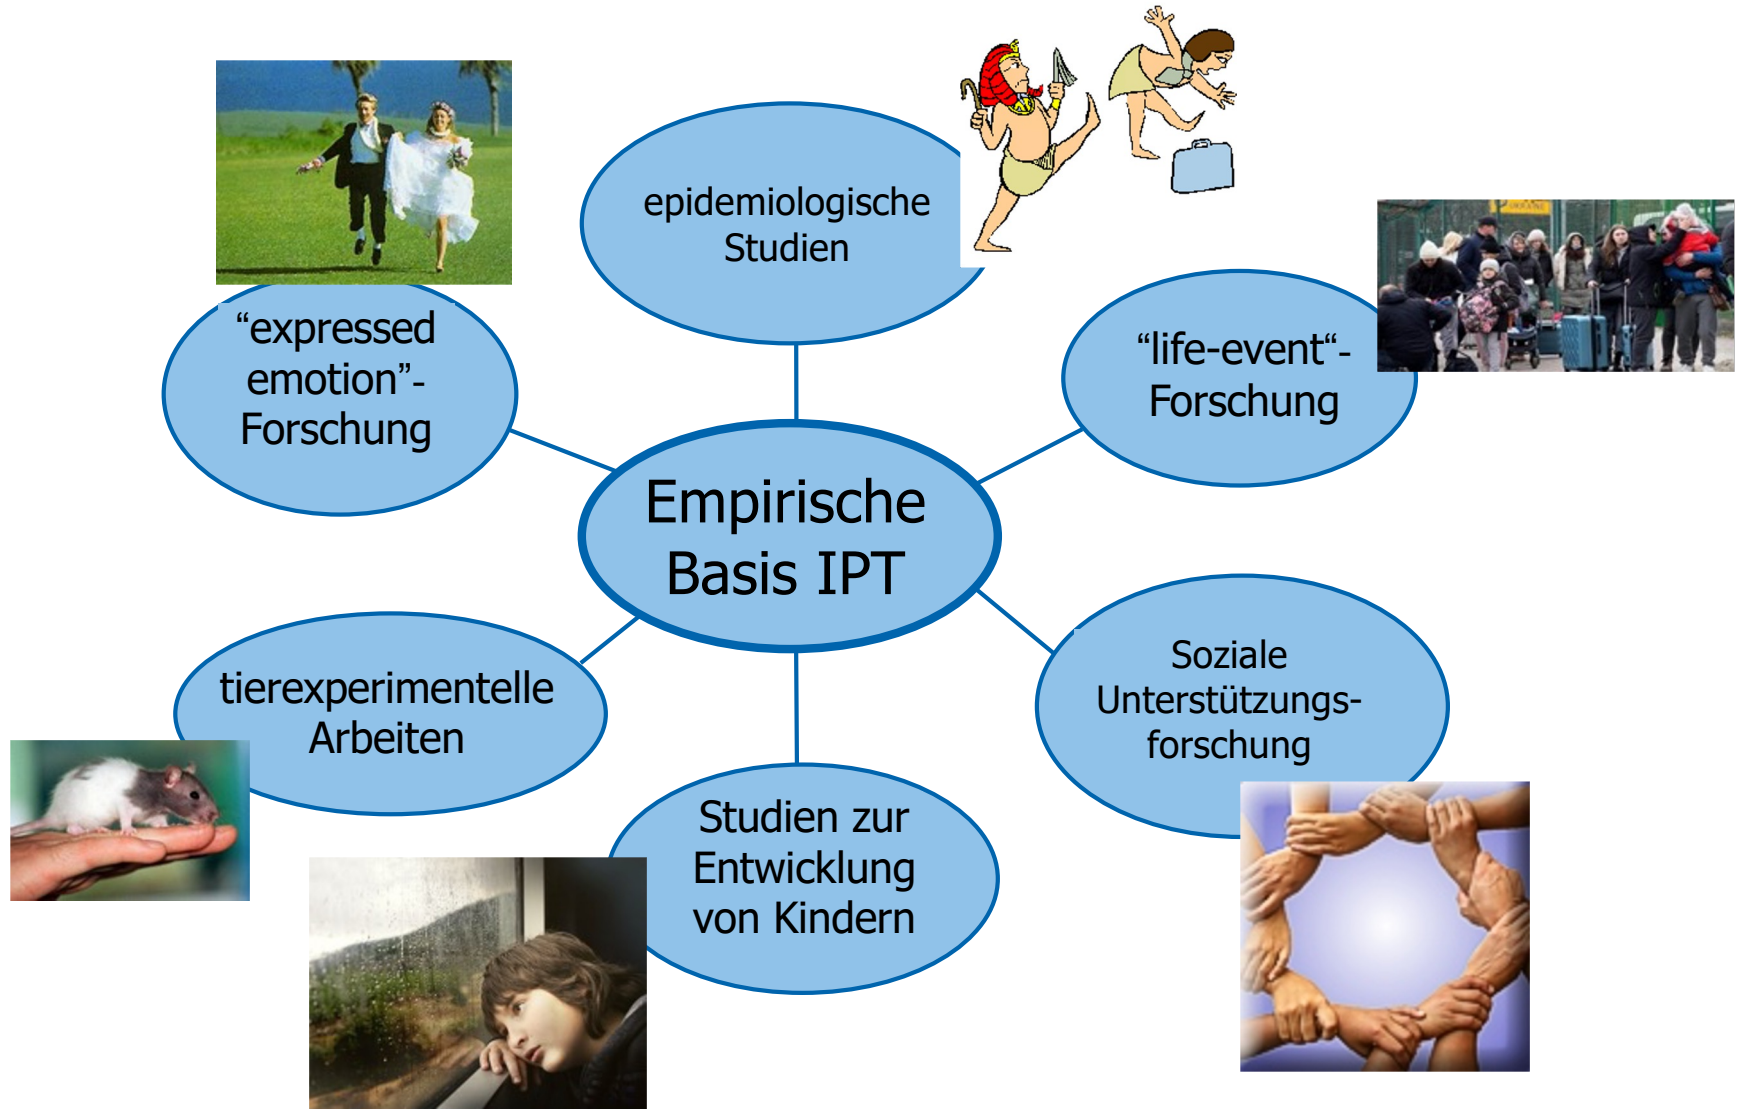 epidemiologische
Studien
“expressed
emotion”-
Forschung
“life-event“-
Forschung
Empirische
Basis IPT
tierexperimentelle
Arbeiten
Soziale
Unterstützungs-
forschung
Studien zur
Entwicklung
von Kindern